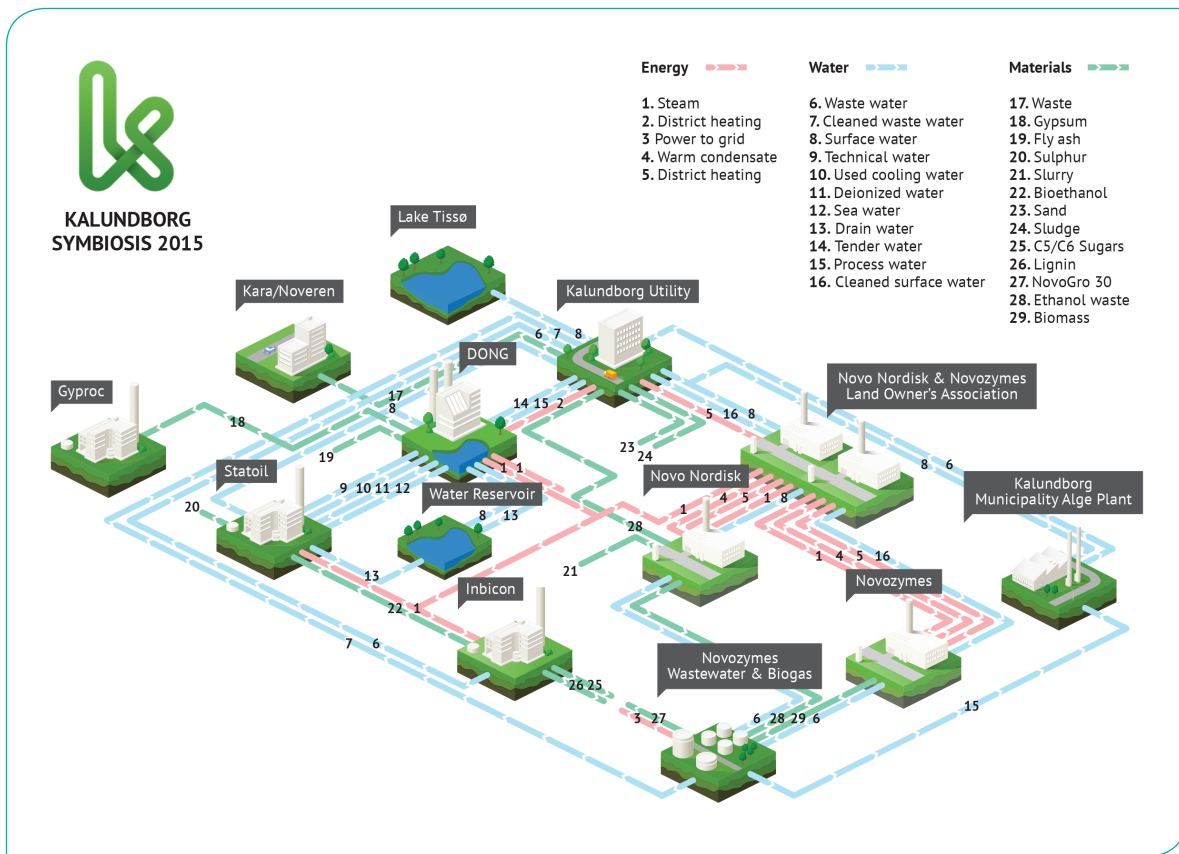 KALUNDBORG
SYMBIOSIS 2015
Energy
1. Steam
2. District heating
3 Power to grid
4. Warm condensate
5. District heating
Water
6. Waste water
7. Cleaned waste water
8. Surface water
9. Technical water
10. Used cooling water
11. Deionized water
12. Sea water
13. Drain water
14. Tender water
15. Process water
16. Cleaned surface water
Materials
17. Waste
18. Gypsum
19. Fly ash
20. Sulphur
21. Slurry
22. Bioethanol
23. Sand
24. Sludge
25. C5/C6 Sugars
26. Lignin
27. NovoGro 30
28. Ethanol waste
29. Biomass
Lake Tissø
Kara/Noveren
Kalundborg Utility
6 7 8
DONG
Gyproc
Novo Nordisk & Novozymes
Land Owner's Association
17
8
14 15 2
5 16 8
18
19
23
24
8 6
Statoil
1 1
Novo Nordisk
Kalundborg
Municipality Alge Plant
9 10 11 12
Water Reservoir
1 4 5 1 8
20
8 13
28
1 4 5 16
13
21
Inbicon
Novozymes
22 1
7 6
Novozymes
Wastewater & Biogas
26 25
3 27
6 28 29 6
15